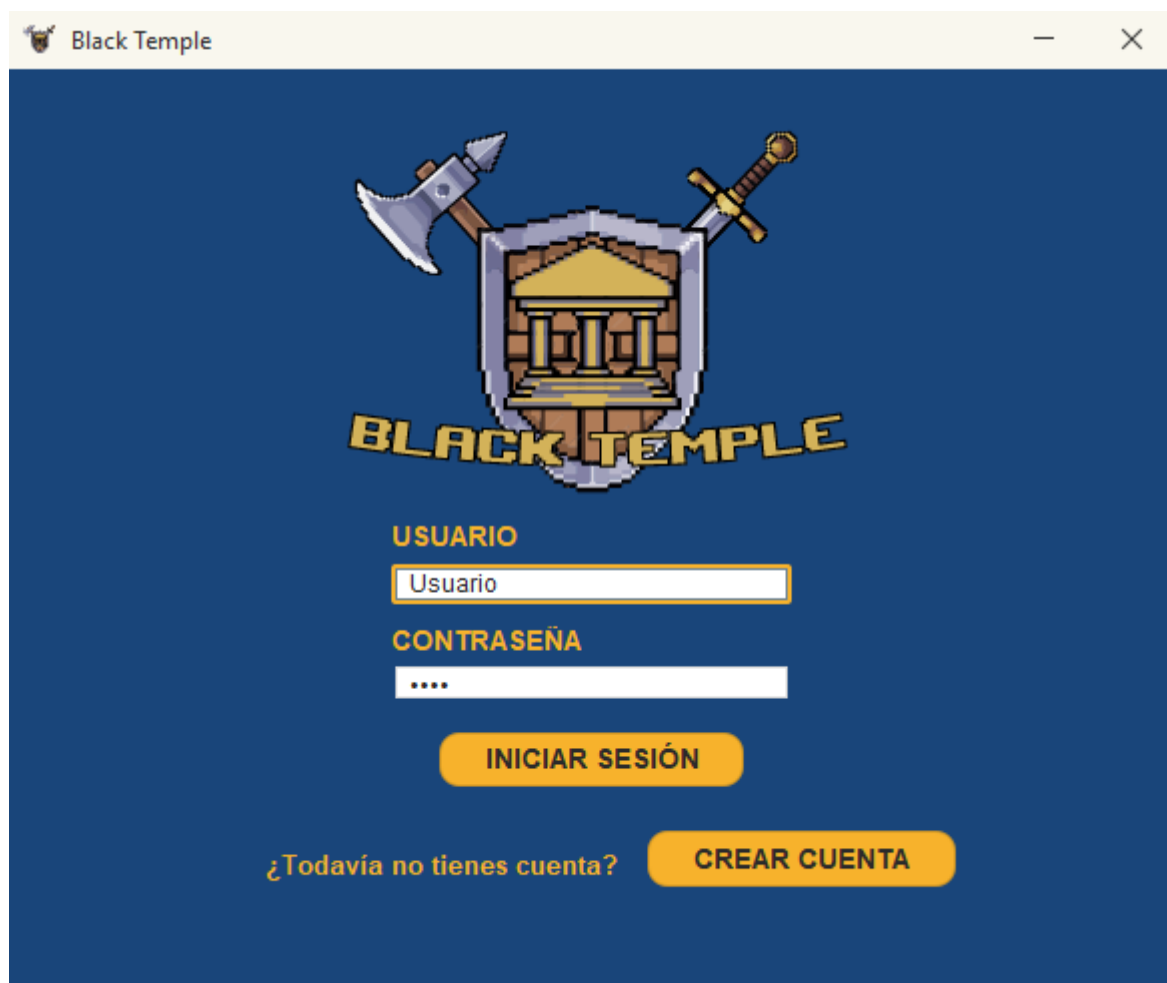 Black Temple
BLACK TEMPLE
USUARIO
Usuario
CONTRASEÑA
••••
INICIAR SESIÓN
¿Todavía no tienes cuenta? CREAR CUENTA